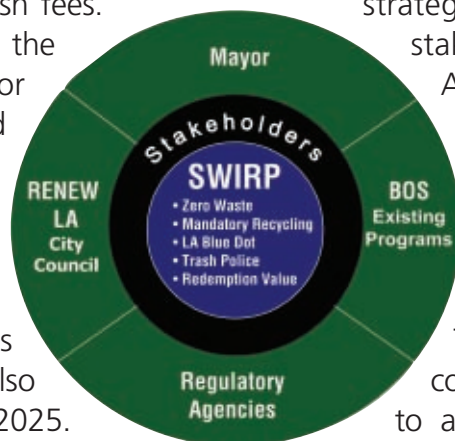 sh fees.
the
or
strateg
Mayor
Stakeholders
SWIRP
• Zero Waste
• Mandatory Recycling
• LA Blue Dot
• Trash Police
• Redemption Value
RENEW
LA
City
Council
BOS
Existing
Programs
Regulatory
Agencies
lso
2025.
co
to a